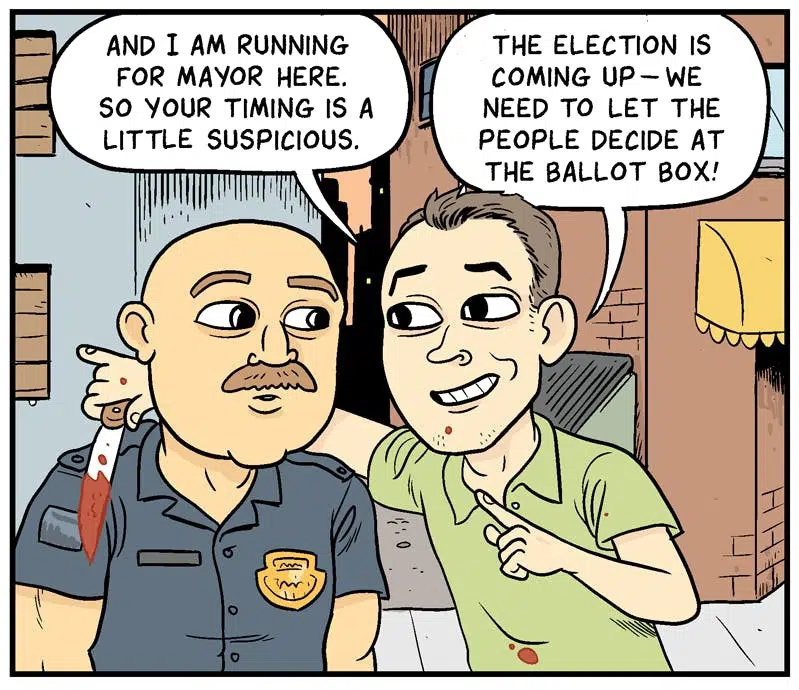 AND I AM RUNNING
FOR MAYOR HERE.
SO YOUR TIMING IS A
LITTLE SUSPICIOUS.
THE ELECTION IS
COMING UP—WE
NEED TO LET THE
PEOPLE DECIDE AT
THE BALLOT BOX!